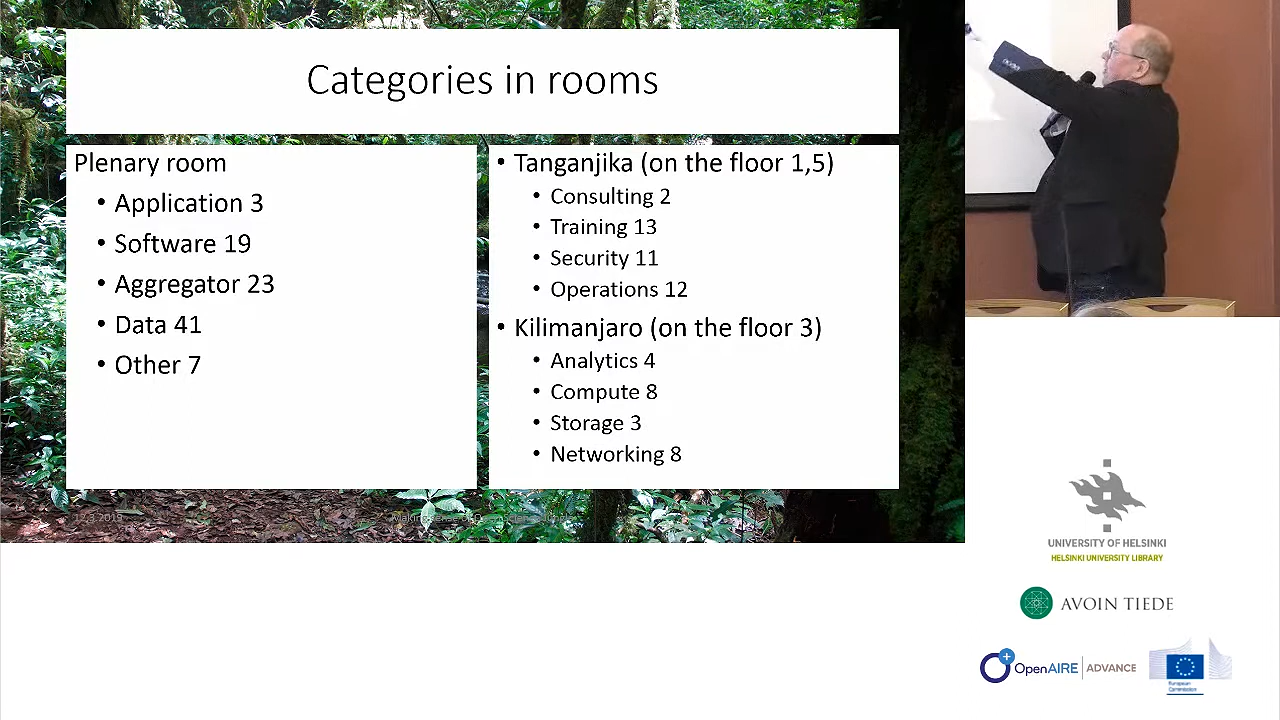 Categories in rooms
Plenary room
• Application 3
• Software 19
• Aggregator 23
• Data 41
• Other 7
• Tanganjika (on the floor 1,5)
• Consulting 2
• Training 13
• Security 11
• Operations 12
• Kilimanjaro (on the floor 3)
• Analytics 4
• Compute 8
• Storage 3
• Networking 8
UNIVERSITY OF HELSINKI
HELSINKI UNIVERSITY LIBRARY
AVOIN TIEDE
OpenAIRE ADVANCE
European
Commission